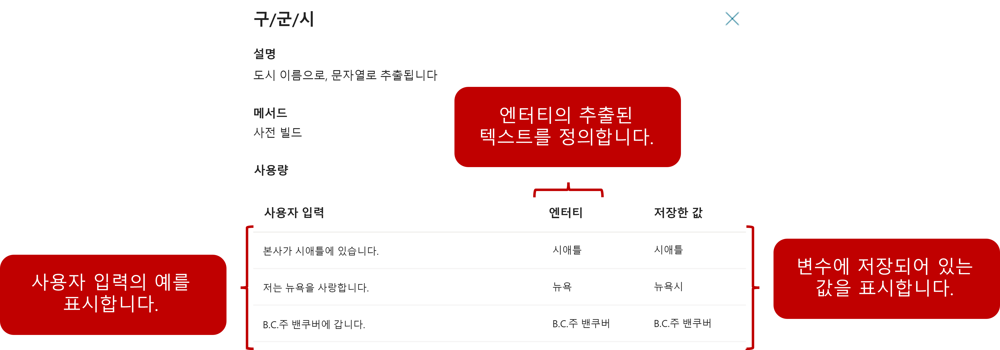 구/군/시
설명
도시 이름으로, 문자열로 추출됩니다
메서드
사전 빌드
엔터티의 추출된
텍스트를 정의합니다.
사용량
사용자 입력 엔터티 저장한 값
본사가 시애틀에 있습니다. 시애틀 시애틀
저는 뉴욕을 사랑합니다. 뉴욕 뉴욕시
B.C.주 밴쿠버에 갑니다. B.C.주 밴쿠버 B.C.주 밴쿠버
사용자 입력의 예를
표시합니다.
변수에 저장되어 있는
값을 표시합니다.